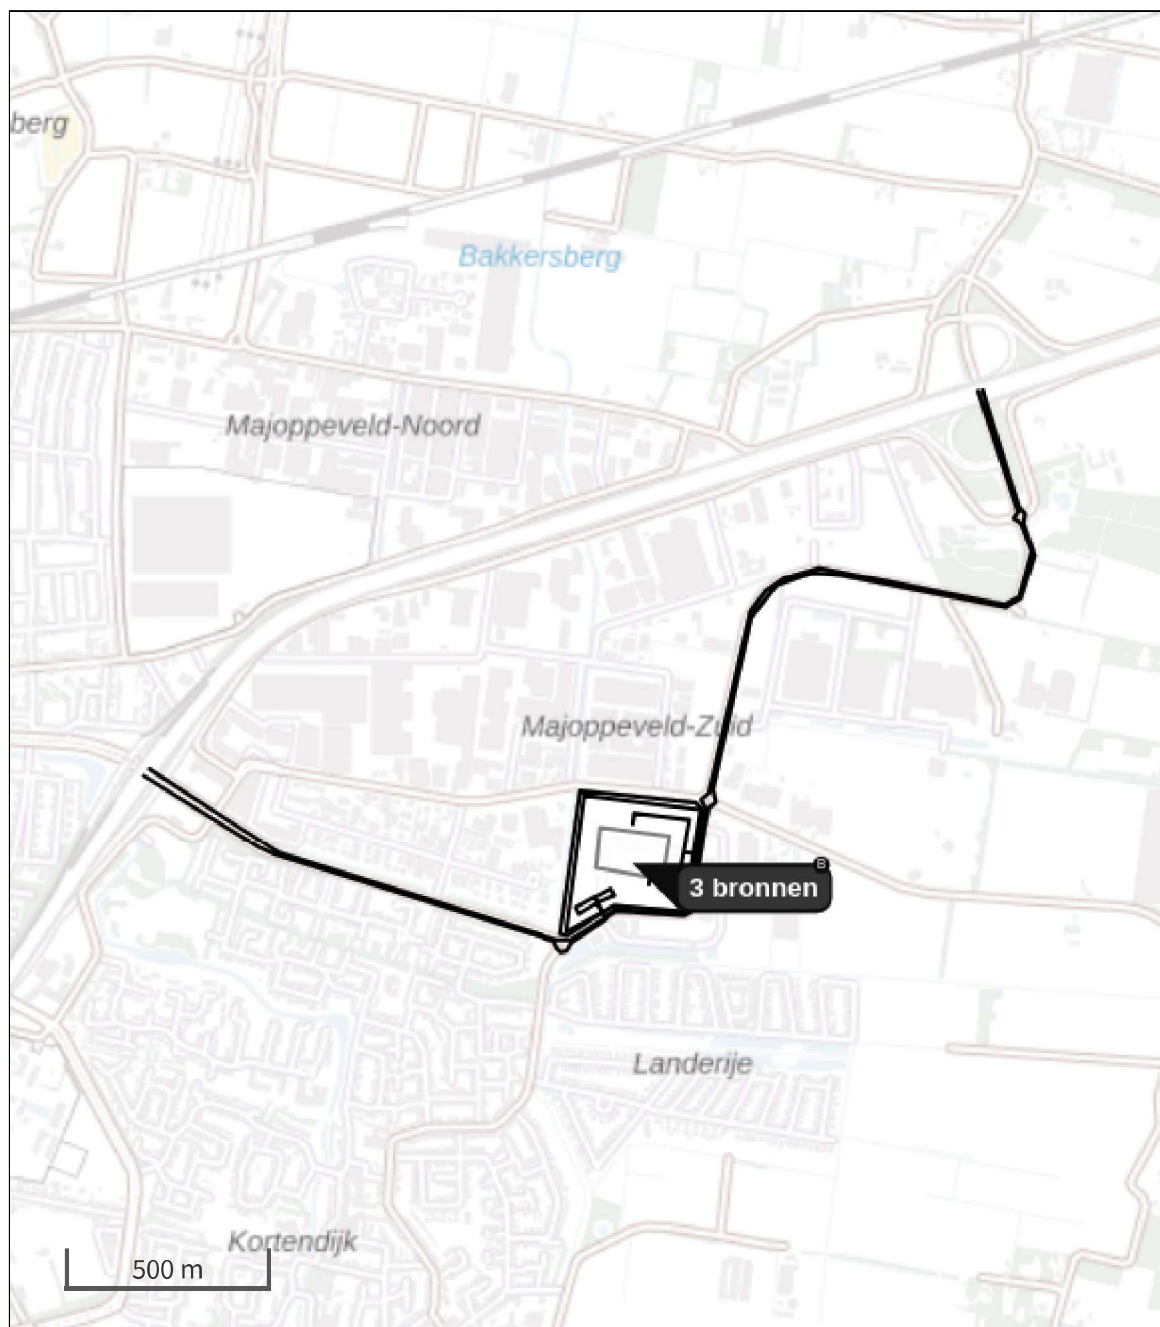 berg
Bakkersberg
Majoppeveld-Noord
Majoppeveld-Zuid
B
3 bronnen
Landerije
Kortendijk
500 m